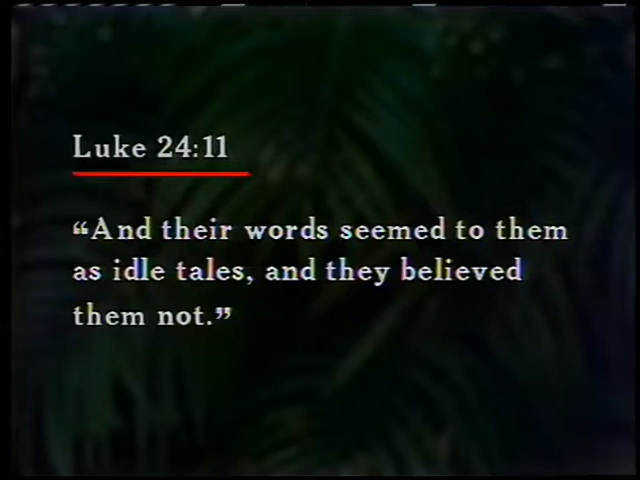 Luke 24:11
“And their words seemed to them
as idle tales, and they believed
them not.”